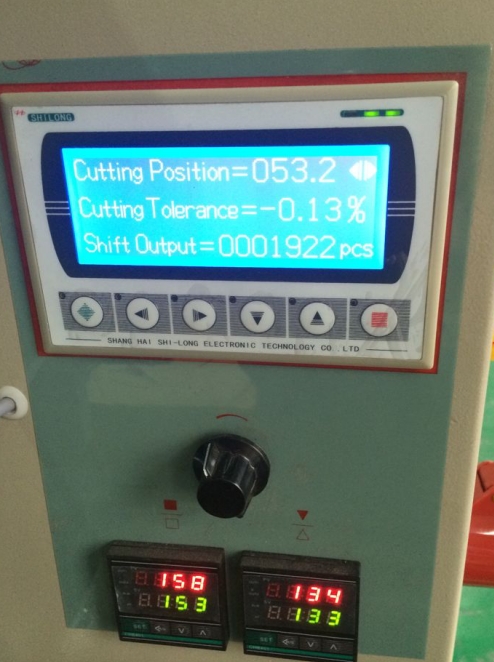 SHILONG
Cutting Position=053.2
Cutting Tolerance=-0.13%
Shift Output=0001922pcs
SHANG HAI SHI-LONG ELECTRONIC TECHNOLOGY CO .LTD
158
153
SET
134
133
SET